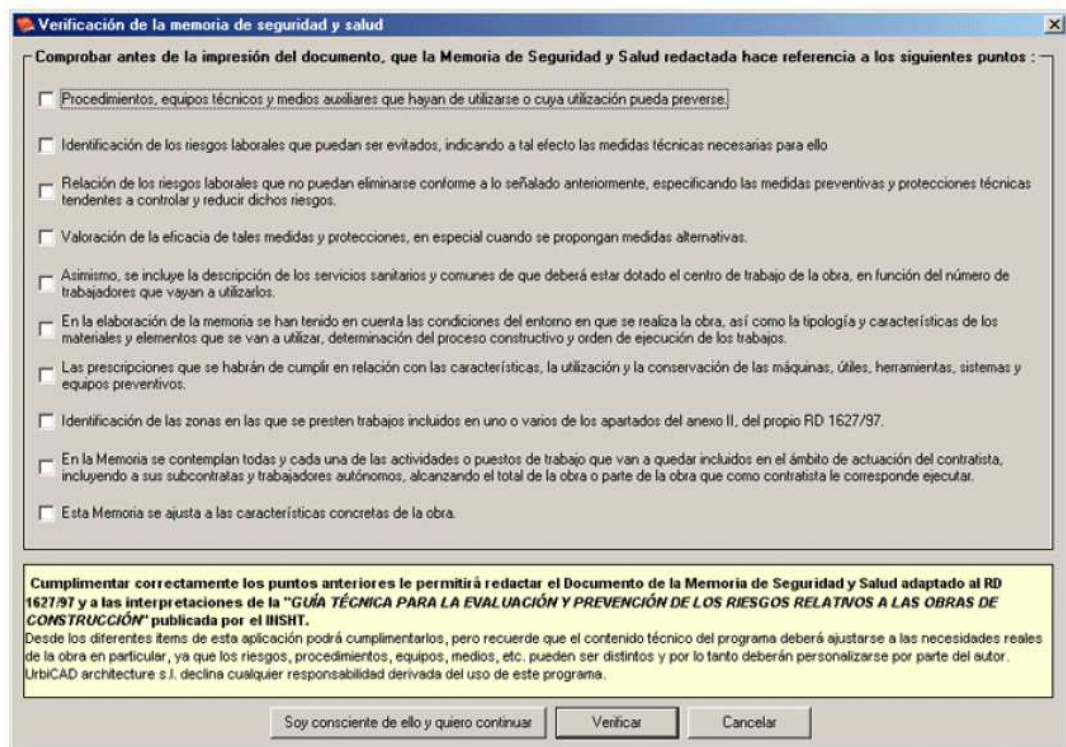 Verificación de la memoria de seguridad y salud
Comprobar antes de la impresión del documento, que la Memoria de Seguridad y Salud redactada hace referencia a los siguientes puntos :
Procedimientos, equipos técnicos y medios auxiliares que hayan de utilizarse o cuya utilización pueda preverse.
Identificación de los riesgos laborales que puedan ser evitados, indicando a tal efecto las medidas técnicas necesarias para ello
Relación de los riesgos laborales que no puedan eliminarse conforme a lo señalado anteriormente, especificando las medidas preventivas y protecciones técnicas
tendentes a controlar y reducir dichos riesgos.
Valoración de la eficacia de tales medidas y protecciones, en especial cuando se propongan medidas alternativas.
Asimismo, se incluye la descripción de los servicios sanitarios y comunes de que deberá estar dotado el centro de trabajo de la obra, en función del número de
trabajadores que vayan a utilizarlos.
En la elaboración de la memoria se han tenido en cuenta las condiciones del entorno en que se realiza la obra, así como la tipología y características de los
materiales y elementos que se van a utilizar, determinación del proceso constructivo y orden de ejecución de los trabajos.
Las prescripciones que se habrán de cumplir en relación con las características, la utilización y la conservación de las máquinas, útiles, herramientas, sistemas y
equipos preventivos.
Identificación de las zonas en las que se presten trabajos incluidos en uno o varios de los apartados del anexo II, del propio RD 1627/97.
En la Memoria se contemplan todas y cada una de las actividades o puestos de trabajo que van a quedar incluidos en el ámbito de actuación del contratista,
incluyendo a sus subcontratas y trabajadores autónomos, alcanzando el total de la obra o parte de la obra que como contratista le corresponde ejecutar.
Esta Memoria se ajusta a las características concretas de la obra.
Cumplimentar correctamente los puntos anteriores le permitirá redactar el Documento de la Memoria de Seguridad y Salud adaptado al RD
1627/97 y a las interpretaciones de la "GUÍA TÉCNICA PARA LA EVALUACIÓN Y PREVENCIÓN DE LOS RIESGOS RELATIVOS A LAS OBRAS DE
CONSTRUCCIÓN" publicada por el INSHT.
Desde los diferentes items de esta aplicación podrá cumplimentarlos, pero recuerde que el contenido técnico del programa deberá ajustarse a las necesidades reales
de la obra en particular, ya que los riesgos, procedimientos, equipos, medios, etc. pueden ser distintos y por lo tanto deberán personalizarse por parte del autor.
UrbiCAD architecture s.l. declina cualquier responsabilidad derivada del uso de este programa.
Soy consciente de ello y quiero continuar Verificar Cancelar